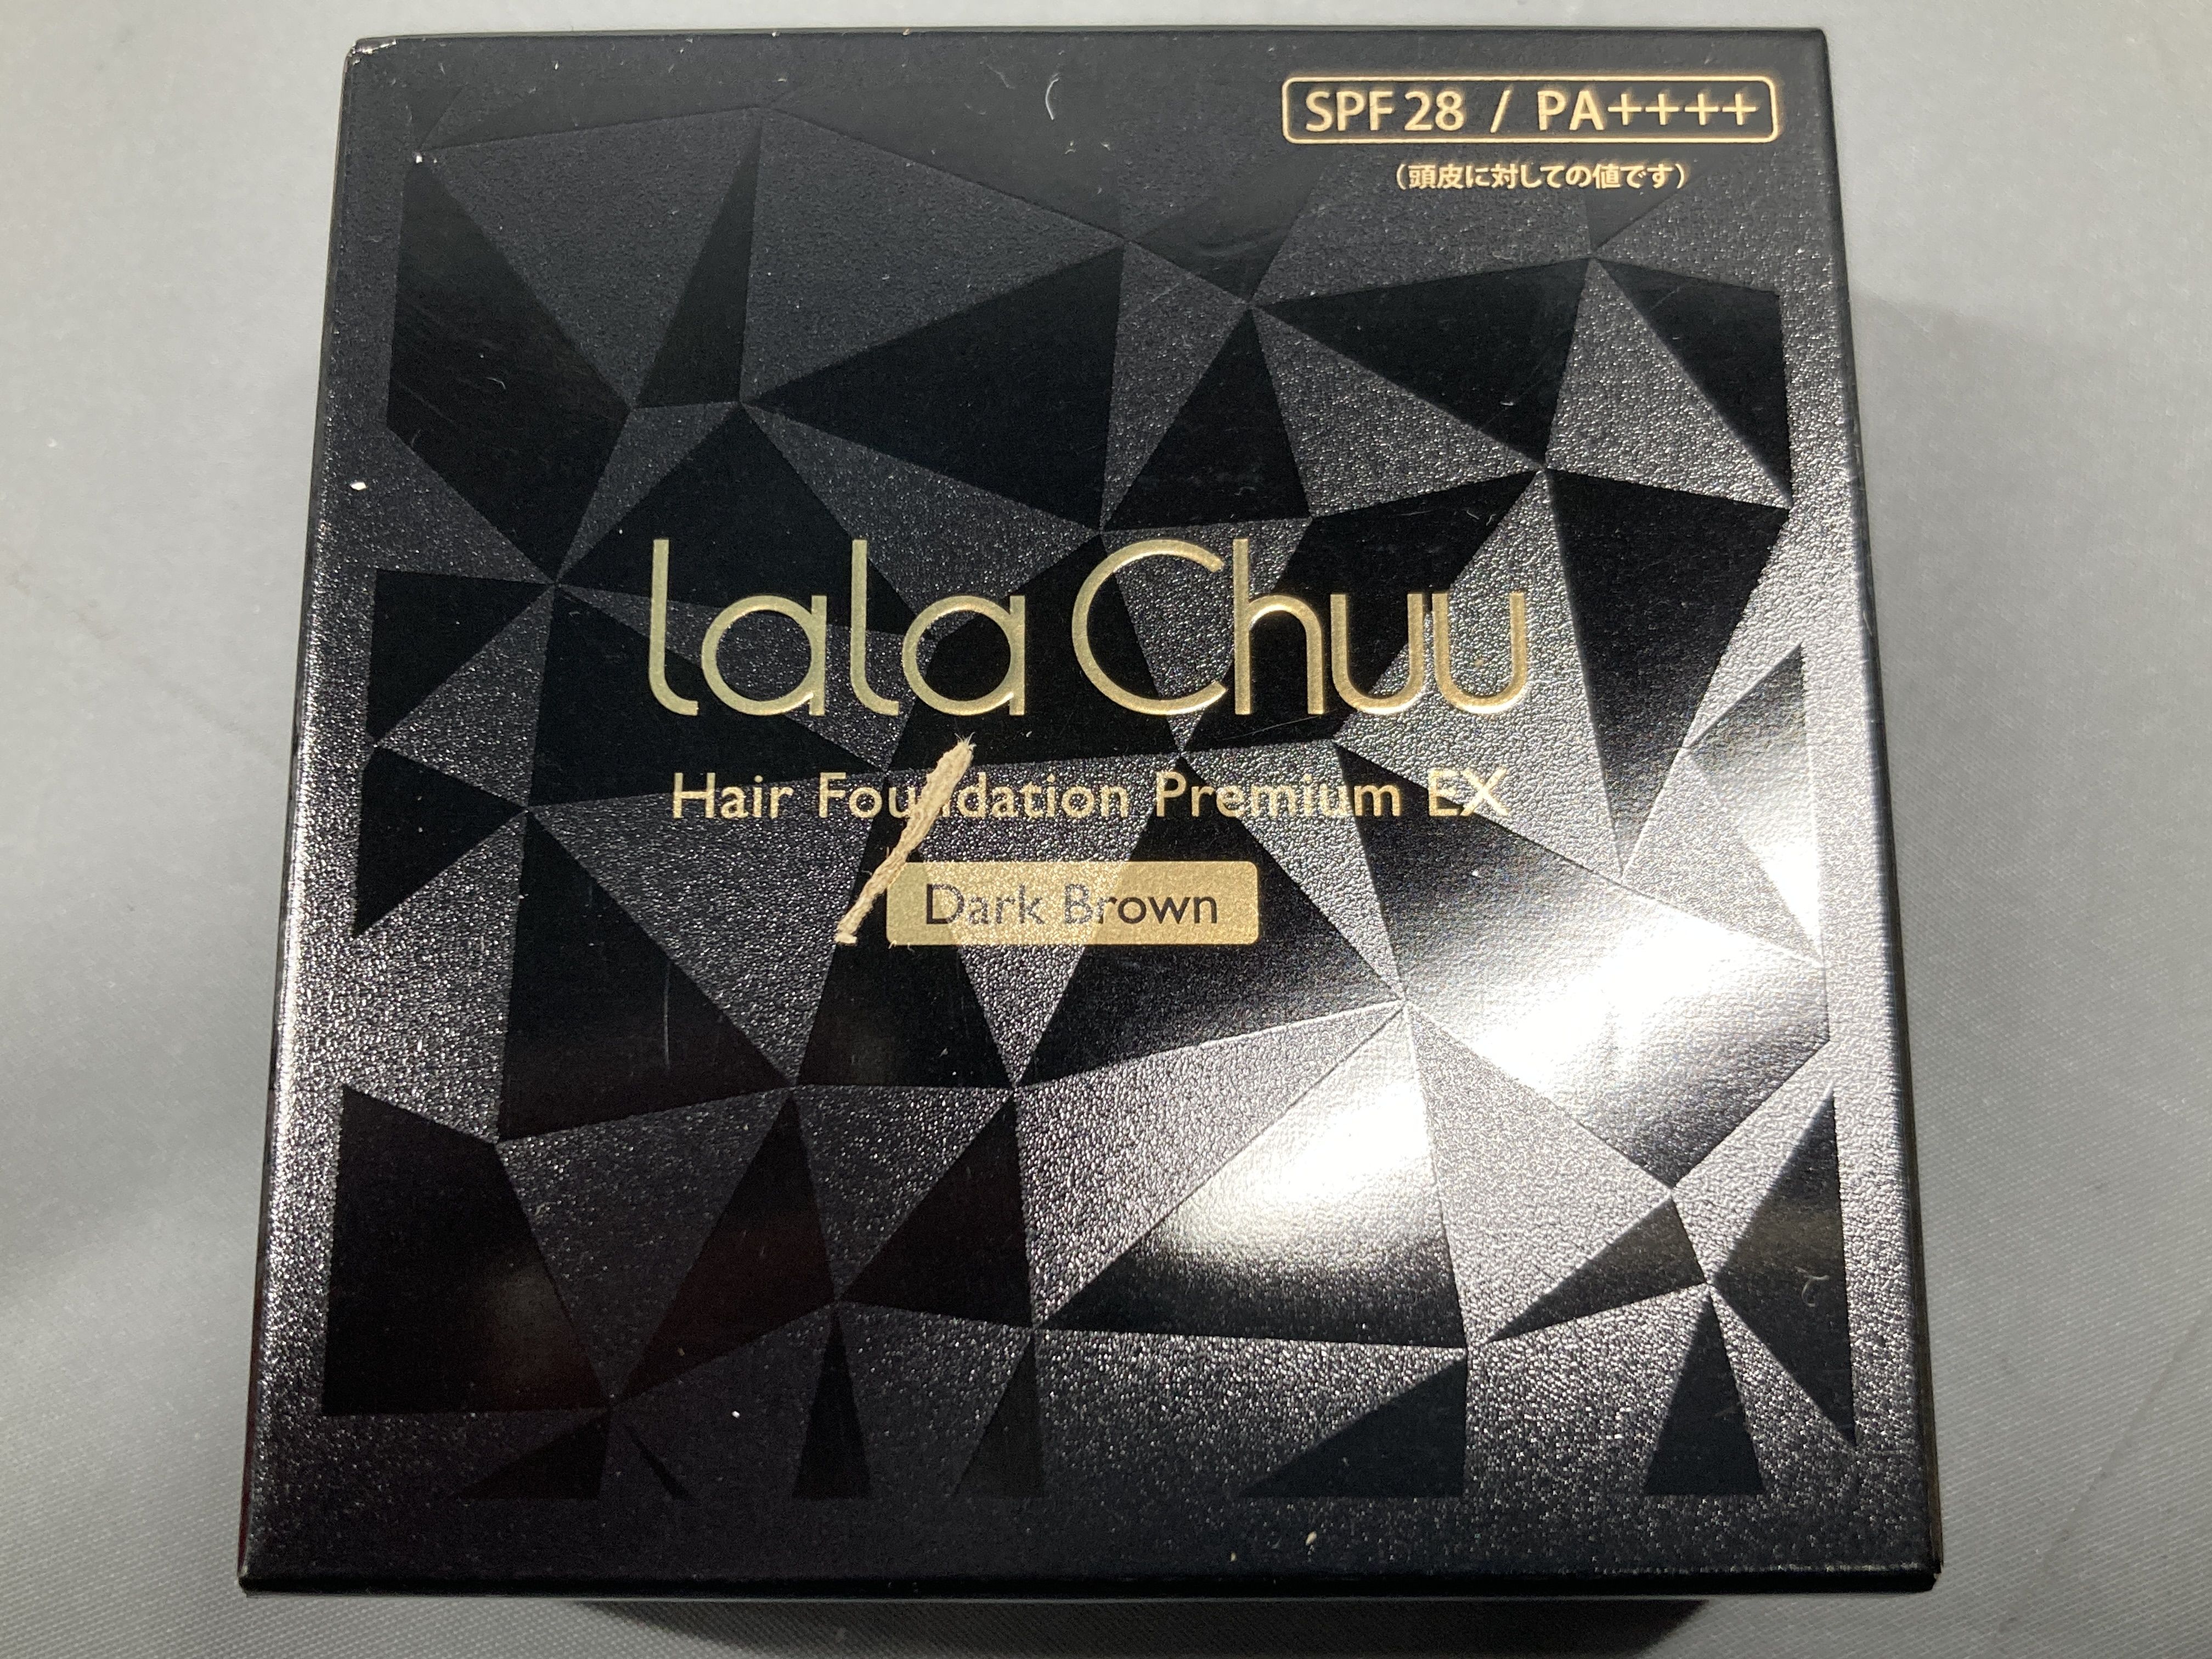 SPF 28 / PA++++
(頭皮に対しての値です)
lala Chuu
Hair Foundation Premium EX
Dark Brown